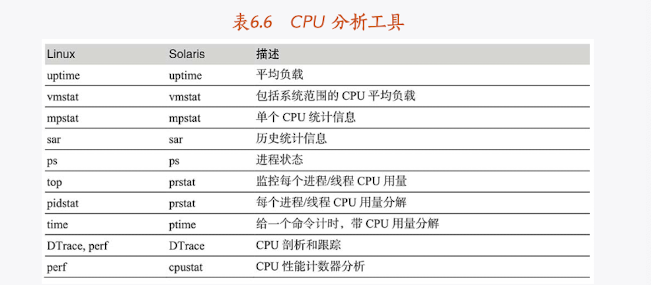 表6.6 CPU 分析工具
Linux Solaris 描述
uptime uptime 平均负载
vmstat vmstat 包括系统范围的 CPU 平均负载
mpstat mpstat 单个 CPU 统计信息
sar sar 历史统计信息
ps ps 进程状态
top prstat 监控每个进程/线程 CPU 用量
pidstat prstat 每个进程/线程 CPU 用量分解
time ptime 给一个命令计时，带 CPU 用量分解
DTrace, perf DTrace CPU 剖析和跟踪
perf cpustat CPU 性能计数器分析